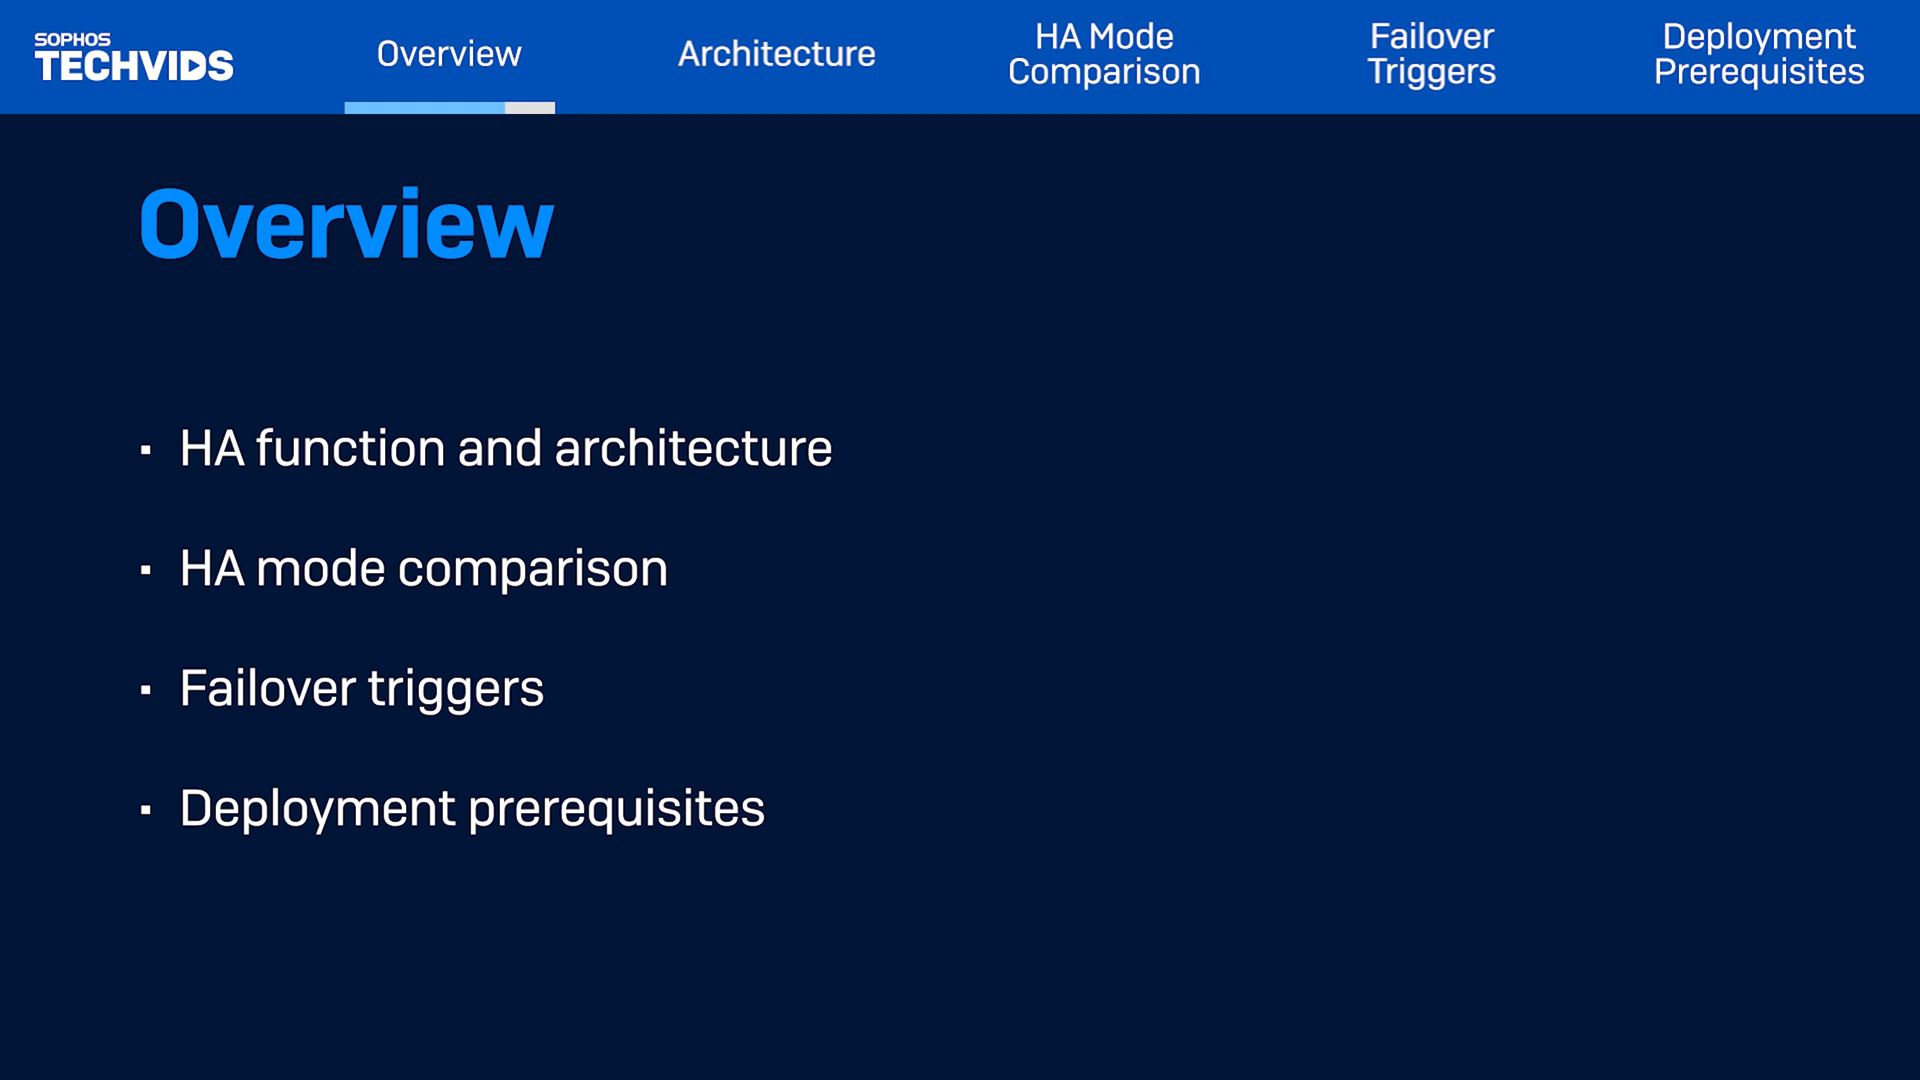 SOPHOS
TECHVIDS
Overview
Architecture
HA Mode
Comparison
Failover
Triggers
Deployment
Prerequisites
Overview
▪ HA function and architecture
▪ HA mode comparison
▪ Failover triggers
▪ Deployment prerequisites